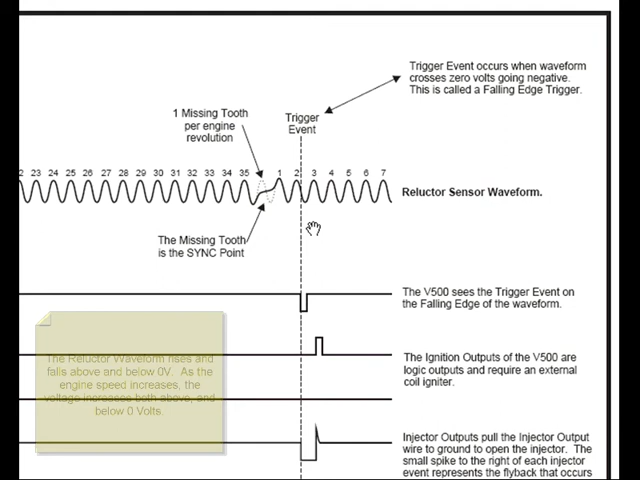 Trigger Event occurs when waveform
crosses zero volts going negative.
This is called a Falling Edge Trigger.
1 Missing Tooth
per engine
revolution
Trigger
Event
2 23 24 25 26 27 28 29 30 31 32 33 34 35 1 2 3 4 5 6 7
Reluctor Sensor Waveform.
The Missing Tooth
is the SYNC Point
The V500 sees the Trigger Event on
the Falling Edge of the waveform.
The Reluctor Waveform rises and
falls above and below 0V. As the
engine speed increases, the
voltage increases both above, and
below 0 Volts.
The Ignition Outputs of the V500 are
logic outputs and require an external
coil igniter.
Injector Outputs pull the Injector Output
wire to ground to open the injector. The
small spike to the right of each injector
event represents the flyback that occurs